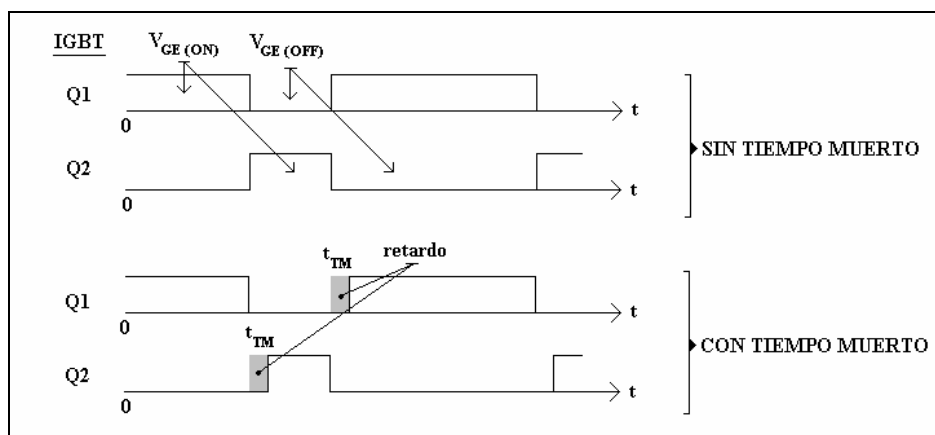 IGBT
V GE (ON)
V GE (OFF)
Q1
t
0
Q2
t
0
SIN TIEMPO MUERTO
t TM
retardo
Q1
t
0
t TM
Q2
t
0
CON TIEMPO MUERTO